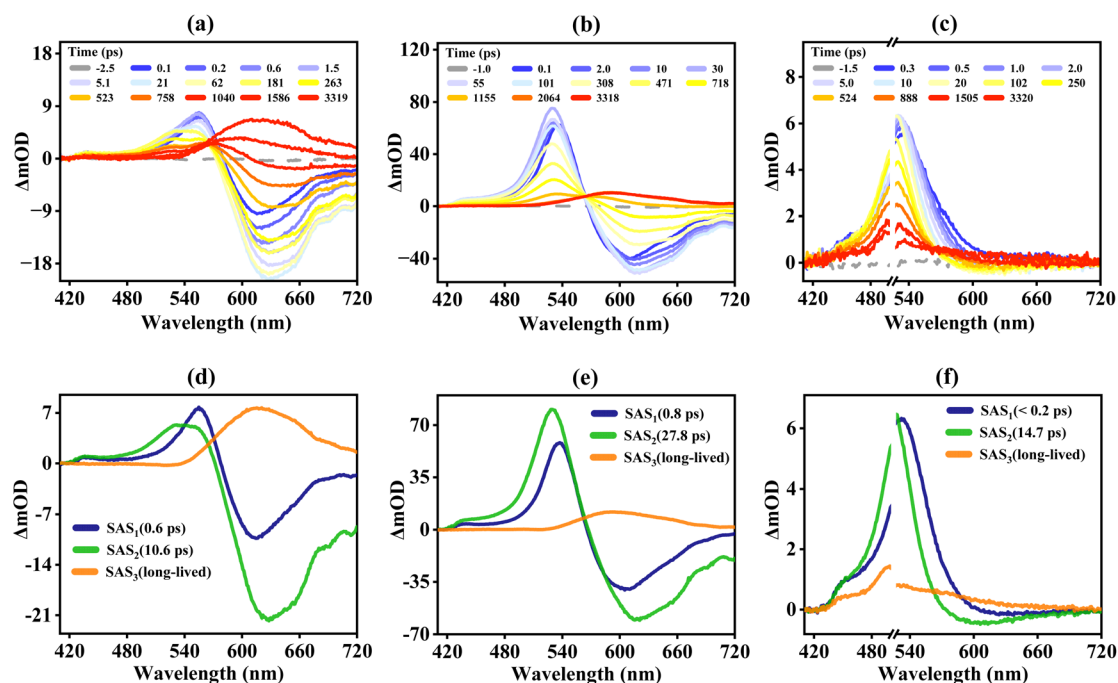 (a)
18
9
0
−9
−18
ΔmOD
Time (ps)
-2.5 0.1 0.2 0.6 1.5
5.1 21 62 181 263
523 758 1040 1586 3319
420 480 540 600 660 720
Wavelength (nm)
(b)
120
80
40
0
−40
ΔmOD
Time (ps)
-1.0 0.1 2.0 10 30
55 101 308 471 718
1155 2064 3318
420 480 540 600 660 720
Wavelength (nm)
(c)
8
6
4
2
0
ΔmOD
Time (ps)
-1.5 0.3 0.5 1.0 2.0
5.0 10 20 102 250
524 888 1505 3320
420 540 600 660 720
Wavelength (nm)
(d)
7
0
-7
-14
-21
ΔmOD
SAS1(0.6 ps)
SAS2(10.6 ps)
SAS3(long-lived)
420 480 540 600 660 720
Wavelength (nm)
(e)
70
35
0
-35
-70
ΔmOD
SAS1(0.8 ps)
SAS2(27.8 ps)
SAS3(long-lived)
420 480 540 600 660 720
Wavelength (nm)
(f)
6
4
2
0
ΔmOD
SAS1(< 0.2 ps)
SAS2(14.7 ps)
SAS3(long-lived)
420 540 600 660 720
Wavelength (nm)